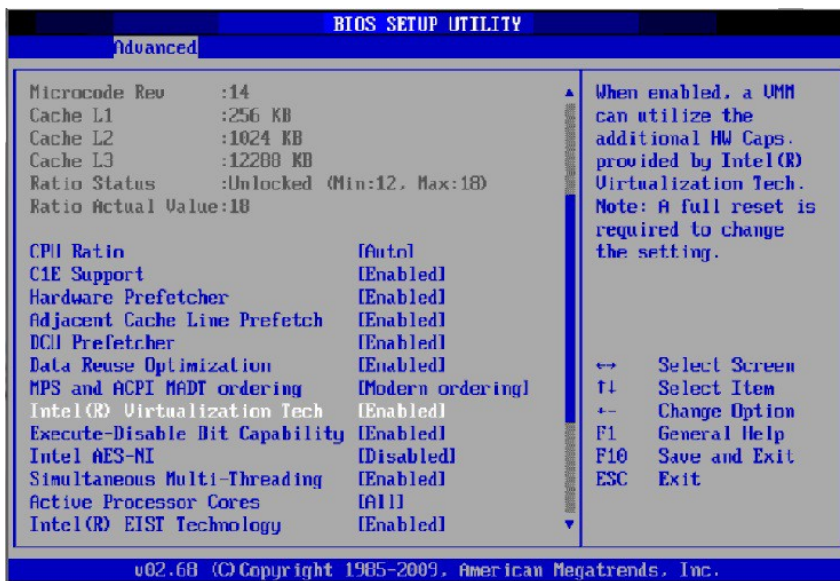 BIOS SETUP UTILITY
Advanced
Microcode Rev :14
Cache L1 :256 KB
Cache L2 :1024 KB
Cache L3 :12288 KB
Ratio Status :Unlocked (Min:12, Max:18)
Ratio Actual Value:18
CPU Ratio [Auto]
C1E Support [Enabled]
Hardware Prefetcher [Enabled]
Adjacent Cache Line Prefetch [Enabled]
DCU Prefetcher [Enabled]
Data Reuse Optimization [Enabled]
MPS and ACPI MADT ordering [Modern ordering]
Intel(R) Virtualization Tech [Enabled]
Execute-Disable Bit Capability [Enabled]
Intel AES-NI [Disabled]
Simultaneous Multi-Threading [Enabled]
Active Processor Cores [All]
Intel(R) EIST Technology [Enabled]
When enabled, a VMM
can utilize the
additional HW Caps.
provided by Intel(R)
Virtualization Tech.
Note: A full reset is
required to change
the setting.
↔ Select Screen
↑↓ Select Item
+- Change Option
F1 General Help
F10 Save and Exit
ESC Exit
v02.68 (C)Copyright 1985-2009, American Megatrends, Inc.